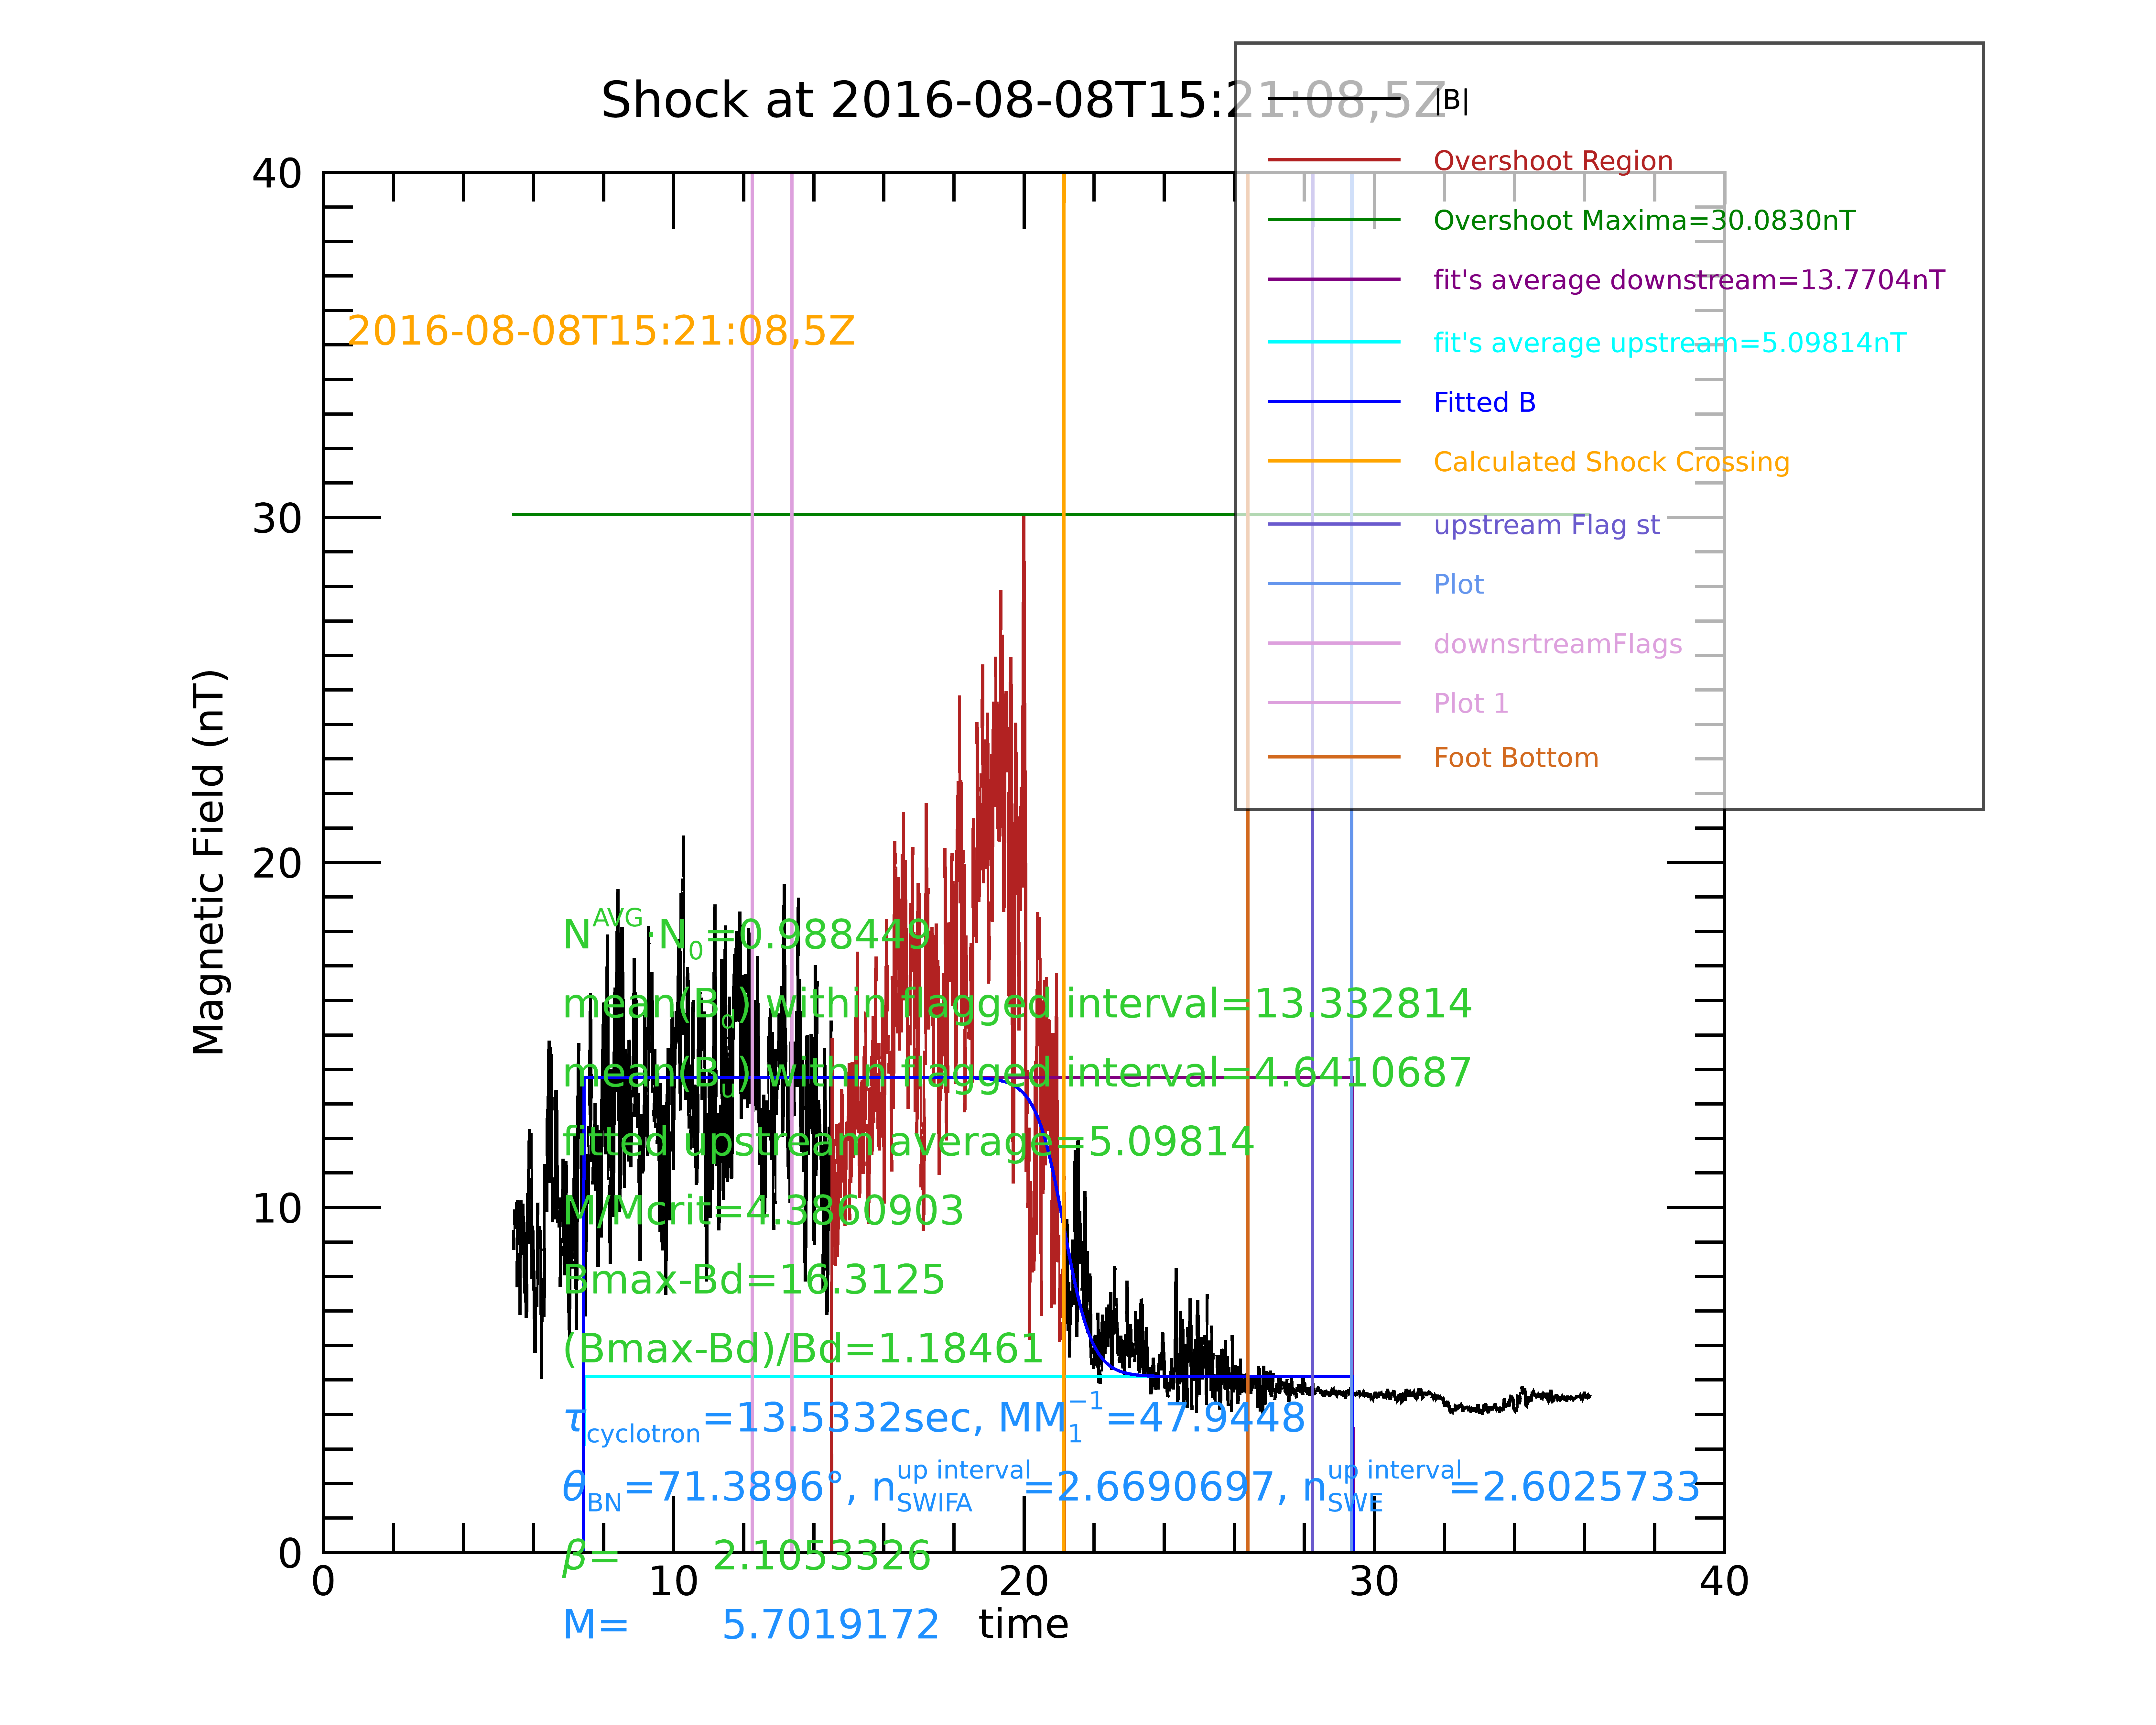 Shock at 2016-08-08T15:21:08,5Z
|B|
Overshoot Region
Overshoot Maxima=30.0830nT
fit's average downstream=13.7704nT
fit's average upstream=5.09814nT
Fitted B
Calculated Shock Crossing
upstream Flag st
Plot
downsrtreamFlags
Plot 1
Foot Bottom
2016-08-08T15:21:08,5Z
Magnetic Field (nT)
40
30
20
10
0
N^AVG·N_0=0.988449
mean(B_d) within flagged interval=13.332814
mean(B_u) within flagged interval=4.6410687
fitted upstream average=5.09814
M/Mcrit=4.3860903
Bmax-Bd=16.3125
(Bmax-Bd)/Bd=1.18461
τ_cyclotron=13.5332sec, MM_1^−1=47.9448
θ_BN=71.3896°, n_SWIFA^up interval=2.6690697, n_SWE^up interval=2.6025733
β= 2.1053326
M= 5.7019172
0 10 20 30 40
time